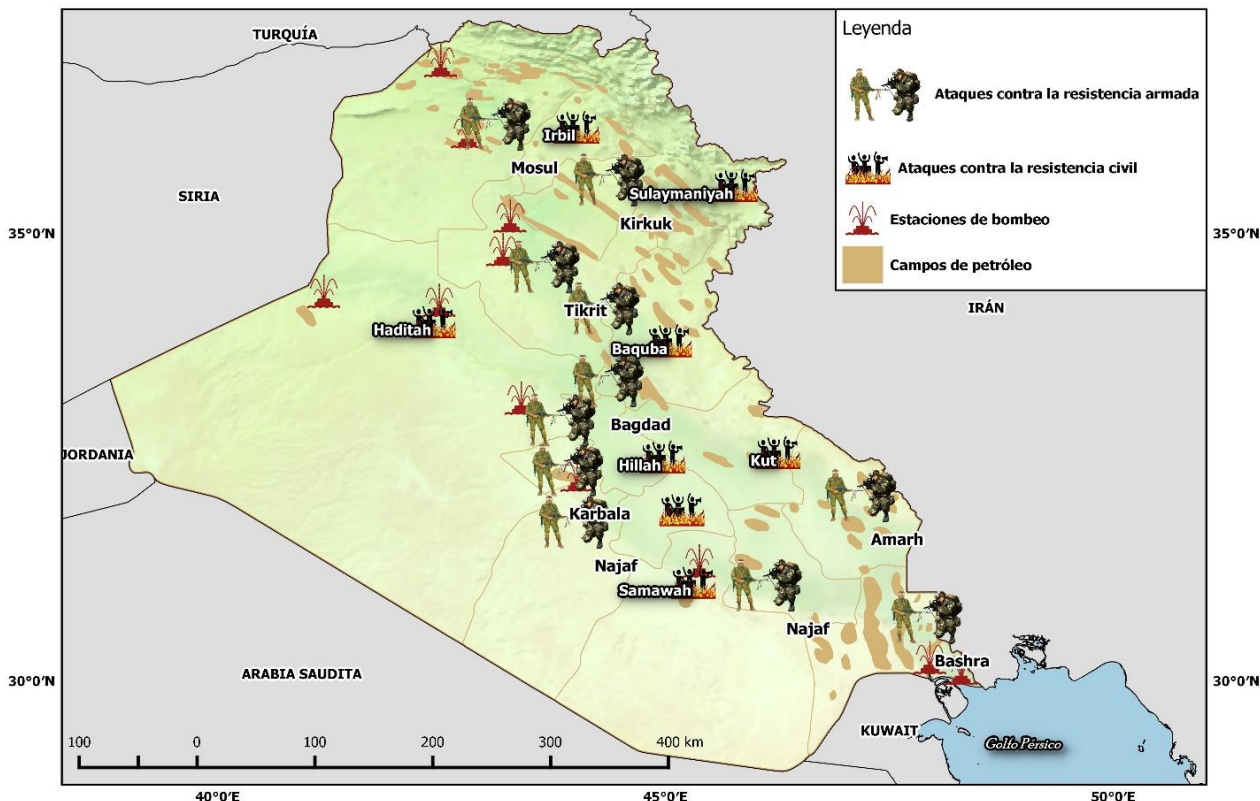 TURQUÍA
SIRIA
JORDANIA
ARABIA SAUDITA
KUWAIT
IRÁN
Golfo Pérsico
Irbil
Mosul
Sulaymaniyah
Kirkuk
Tikrit
Haditah
Baquba
Bagdad
Hillah
Kut
Karbala
Amarh
Najaf
Samawah
Najaf
Bashra
Leyenda
Ataques contra la resistencia armada
Ataques contra la resistencia civil
Estaciones de bombeo
Campos de petróleo
35°0'N
35°0'N
30°0'N
30°0'N
100 0 100 200 300 400 km
40°0'E 45°0'E 50°0'E